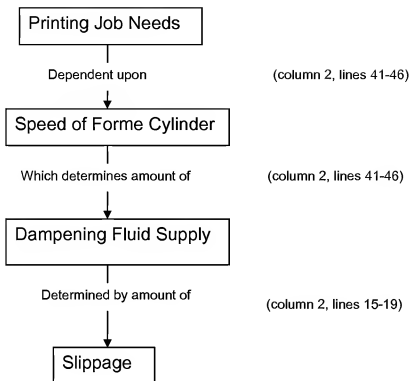 Printing Job Needs
Dependent upon (column 2, lines 41-46)
Speed of Forme Cylinder
Which determines amount of (column 2, lines 41-46)
Dampening Fluid Supply
Determined by amount of (column 2, lines 15-19)
Slippage